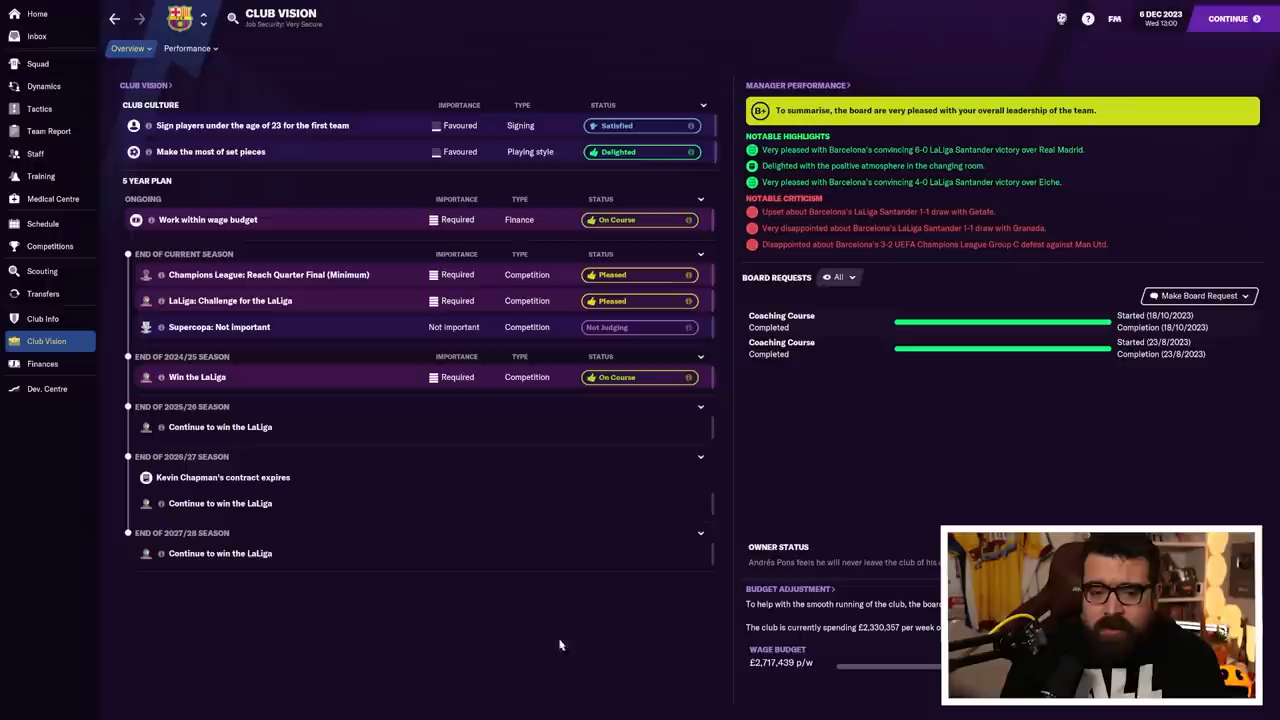 Home
Inbox
Squad
Dynamics
Tactics
Team Report
Staff
Training
Medical Centre
Schedule
Competitions
Scouting
Transfers
Club Info
Club Vision
Finances
Dev. Centre
CLUB VISION
Job Security: Very Secure
FM
6 DEC 2023
Wed 13:00
CONTINUE
Overview
Performance
CLUB VISION >
CLUB CULTURE IMPORTANCE TYPE STATUS
Sign players under the age of 23 for the first team Favoured Signing Satisfied
Make the most of set pieces Favoured Playing style Delighted
5 YEAR PLAN
ONGOING IMPORTANCE TYPE STATUS
Work within wage budget Required Finance On Course
END OF CURRENT SEASON IMPORTANCE TYPE STATUS
Champions League: Reach Quarter Final (Minimum) Required Competition Pleased
LaLiga: Challenge for the LaLiga Required Competition Pleased
Supercopa: Not important Not important Competition Not Judging
END OF 2024/25 SEASON IMPORTANCE TYPE STATUS
Win the LaLiga Required Competition On Course
END OF 2025/26 SEASON
Continue to win the LaLiga
END OF 2026/27 SEASON
Kevin Chapman's contract expires
Continue to win the LaLiga
END OF 2027/28 SEASON
Continue to win the LaLiga
MANAGER PERFORMANCE >
B+ To summarise, the board are very pleased with your overall leadership of the team.
NOTABLE HIGHLIGHTS
Very pleased with Barcelona's convincing 6-0 LaLiga Santander victory over Real Madrid.
Delighted with the positive atmosphere in the changing room.
Very pleased with Barcelona's convincing 4-0 LaLiga Santander victory over Elche.
NOTABLE CRITICISM
Upset about Barcelona's LaLiga Santander 1-1 draw with Getafe.
Very disappointed about Barcelona's LaLiga Santander 1-1 draw with Granada.
Disappointed about Barcelona's 3-2 UEFA Champions League Group C defeat against Man Utd.
BOARD REQUESTS All
Make Board Request
Coaching Course Started (18/10/2023)
Completed Completion (18/10/2023)
Coaching Course Started (23/8/2023)
Completed Completion (23/8/2023)
OWNER STATUS
Andrés Pons feels he will never leave the club of his
BUDGET ADJUSTMENT >
To help with the smooth running of the club, the boar
The club is currently spending £2,330,357 per week o
WAGE BUDGET
£2,717,439 p/w
ALL